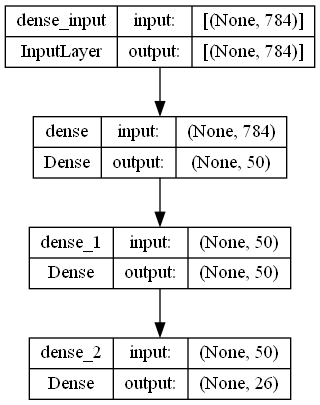 dense_input input: [(None, 784)]
InputLayer output: [(None, 784)]
dense input: (None, 784)
Dense output: (None, 50)
dense_1 input: (None, 50)
Dense output: (None, 50)
dense_2 input: (None, 50)
Dense output: (None, 26)